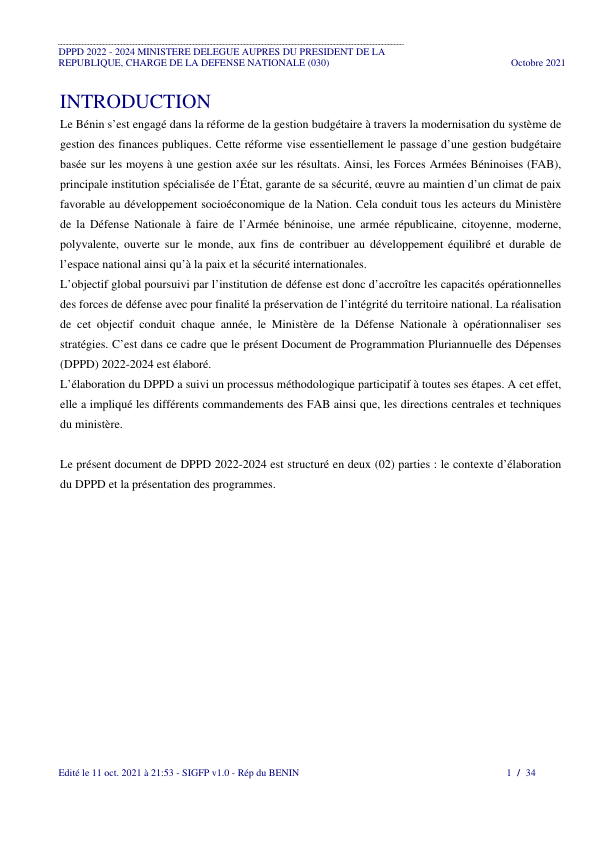 DPPD 2022 - 2024 MINISTERE DELEGUE AUPRES DU PRESIDENT DE LA
REPUBLIQUE, CHARGE DE LA DEFENSE NATIONALE (030) Octobre 2021
INTRODUCTION
Le Bénin s’est engagé dans la réforme de la gestion budgétaire à travers la modernisation du système de
gestion des finances publiques. Cette réforme vise essentiellement le passage d’une gestion budgétaire
basée sur les moyens à une gestion axée sur les résultats. Ainsi, les Forces Armées Béninoises (FAB),
principale institution spécialisée de l’État, garante de sa sécurité, œuvre au maintien d’un climat de paix
favorable au développement socioéconomique de la Nation. Cela conduit tous les acteurs du Ministère
de la Défense Nationale à faire de l’Armée béninoise, une armée républicaine, citoyenne, moderne,
polyvalente, ouverte sur le monde, aux fins de contribuer au développement équilibré et durable de
l’espace national ainsi qu’à la paix et la sécurité internationales.
L’objectif global poursuivi par l’institution de défense est donc d’accroître les capacités opérationnelles
des forces de défense avec pour finalité la préservation de l’intégrité du territoire national. La réalisation
de cet objectif conduit chaque année, le Ministère de la Défense Nationale à opérationnaliser ses
stratégies. C’est dans ce cadre que le présent Document de Programmation Pluriannuelle des Dépenses
(DPPD) 2022-2024 est élaboré.
L’élaboration du DPPD a suivi un processus méthodologique participatif à toutes ses étapes. A cet effet,
elle a impliqué les différents commandements des FAB ainsi que, les directions centrales et techniques
du ministère.
Le présent document de DPPD 2022-2024 est structuré en deux (02) parties : le contexte d’élaboration
du DPPD et la présentation des programmes.
Edité le 11 oct. 2021 à 21:53 - SIGFP v1.0 - Rép du BENIN 1 / 34